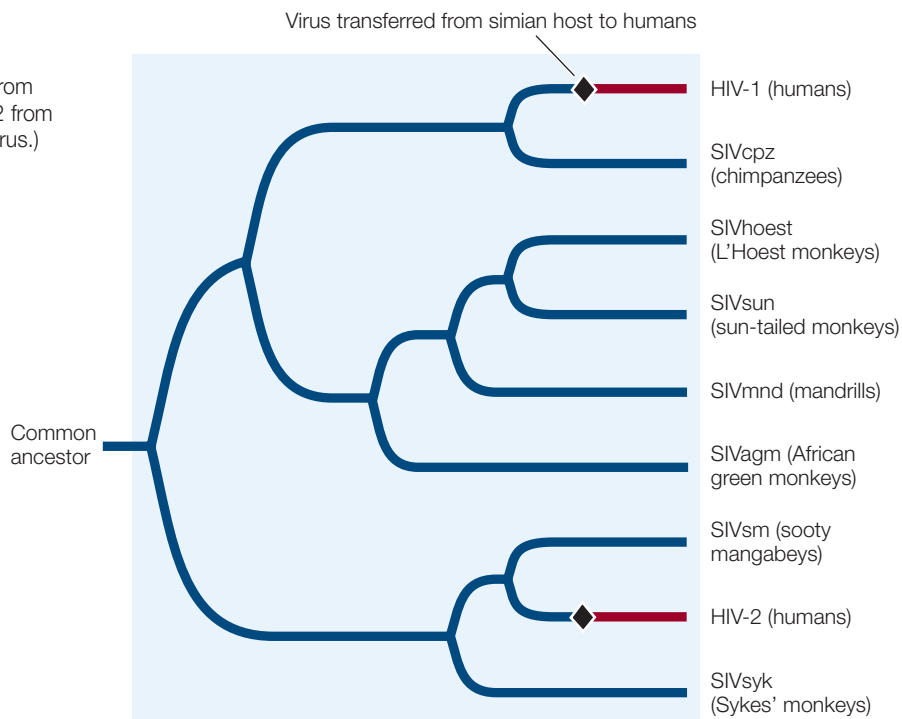 Virus transferred from simian host to humans
rom
2 from
rus.)
HIV-1 (humans)
SIVcpz
(chimpanzees)
SIVhoest
(L’Hoest monkeys)
SIVsun
(sun-tailed monkeys)
SIVmnd (mandrills)
Common
ancestor
SIVagm (African
green monkeys)
SIVsm (sooty
mangabeys)
HIV-2 (humans)
SIVsyk
(Sykes’ monkeys)